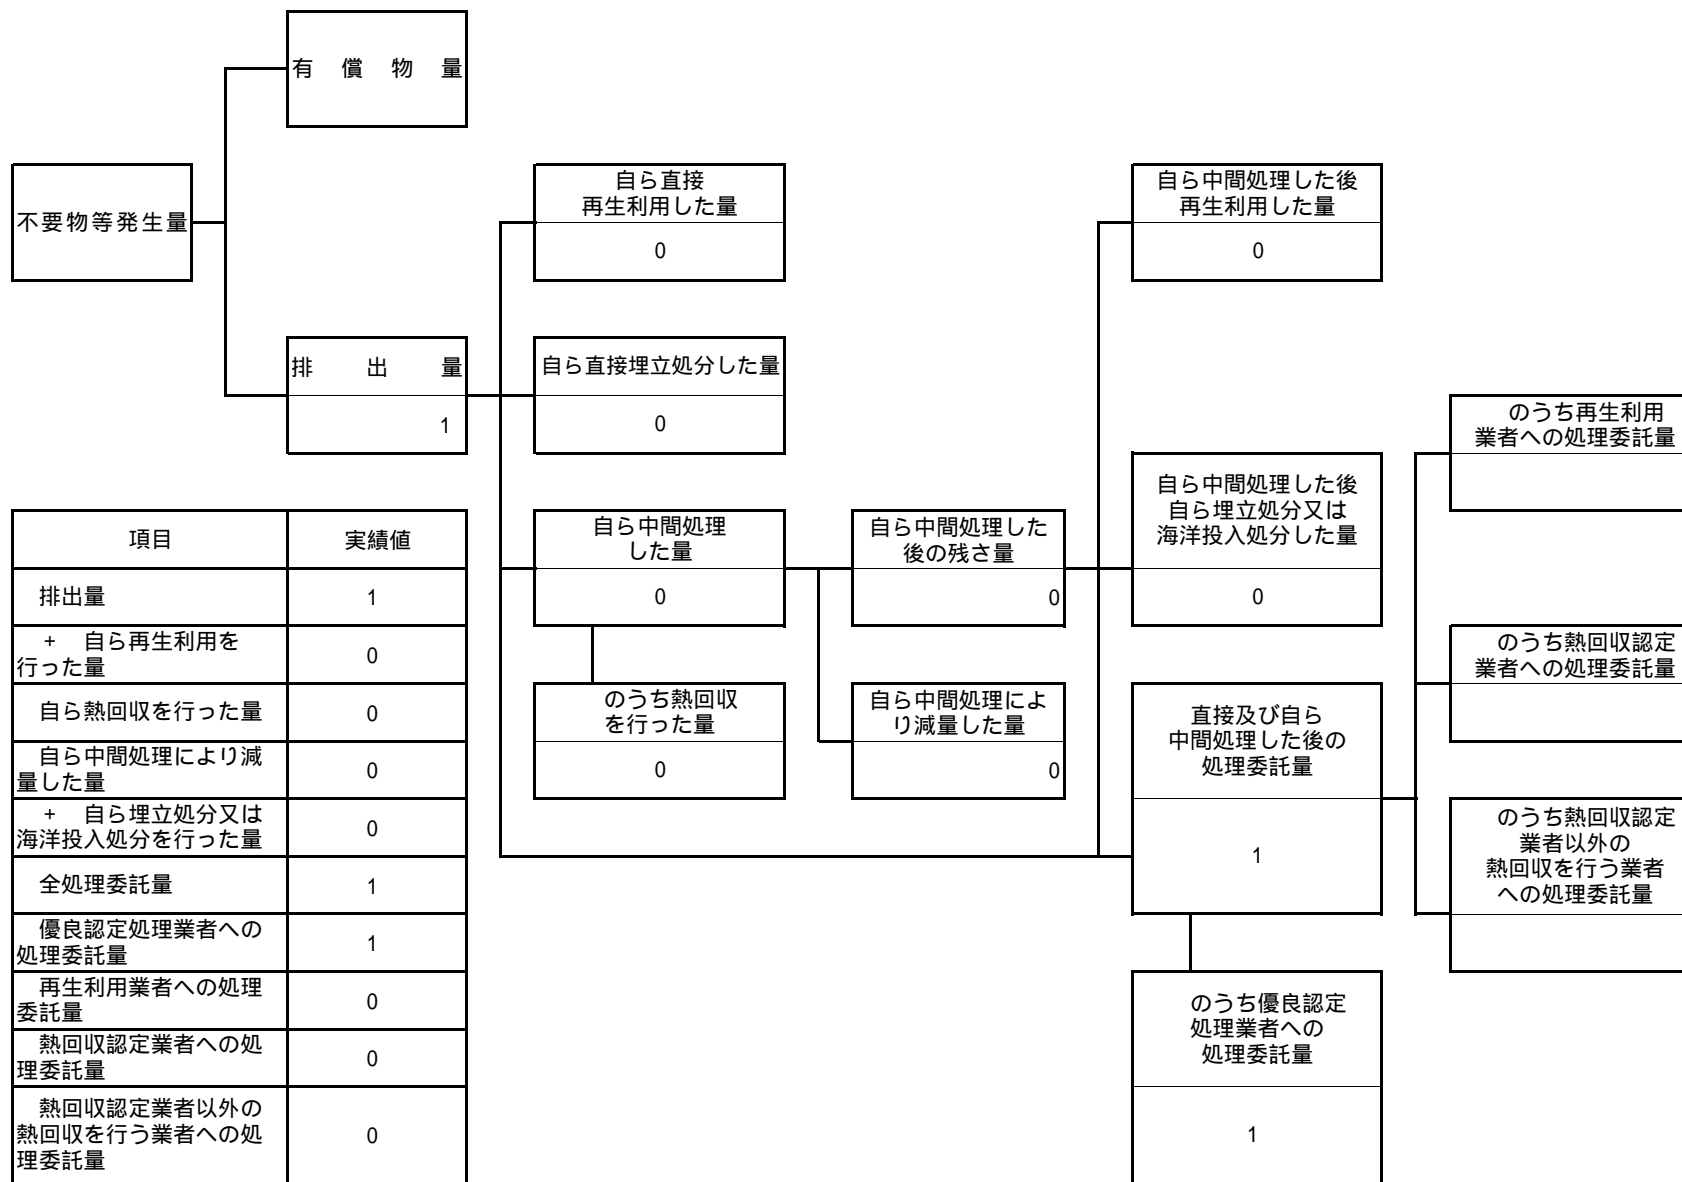 有償物量
不要物等発生量
自ら直接
再生利用した量
0
自ら中間処理した後
再生利用した量
0
排出量
1
自ら直接埋立処分した量
0
のうち再生利用
業者への処理委託量
自ら中間処理
した量
0
自ら中間処理した
後の残さ量
0
自ら中間処理した後
自ら埋立処分又は
海洋投入処分した量
0
のうち熱回収認定
業者への処理委託量
のうち熱回収
を行った量
0
自ら中間処理によ
り減量した量
0
直接及び自ら
中間処理した後の
処理委託量
1
のうち熱回収認定
業者以外の
熱回収を行う業者
への処理委託量
のうち優良認定
処理業者への
処理委託量
1
項目 実績値
排出量 1
+ 自ら再生利用を
行った量 0
自ら熱回収を行った量 0
自ら中間処理により減
量した量 0
+ 自ら埋立処分又は
海洋投入処分を行った量 0
全処理委託量 1
優良認定処理業者への
処理委託量 1
再生利用業者への処理
委託量 0
熱回収認定業者への処
理委託量 0
熱回収認定業者以外の
熱回収を行う業者への処
理委託量 0